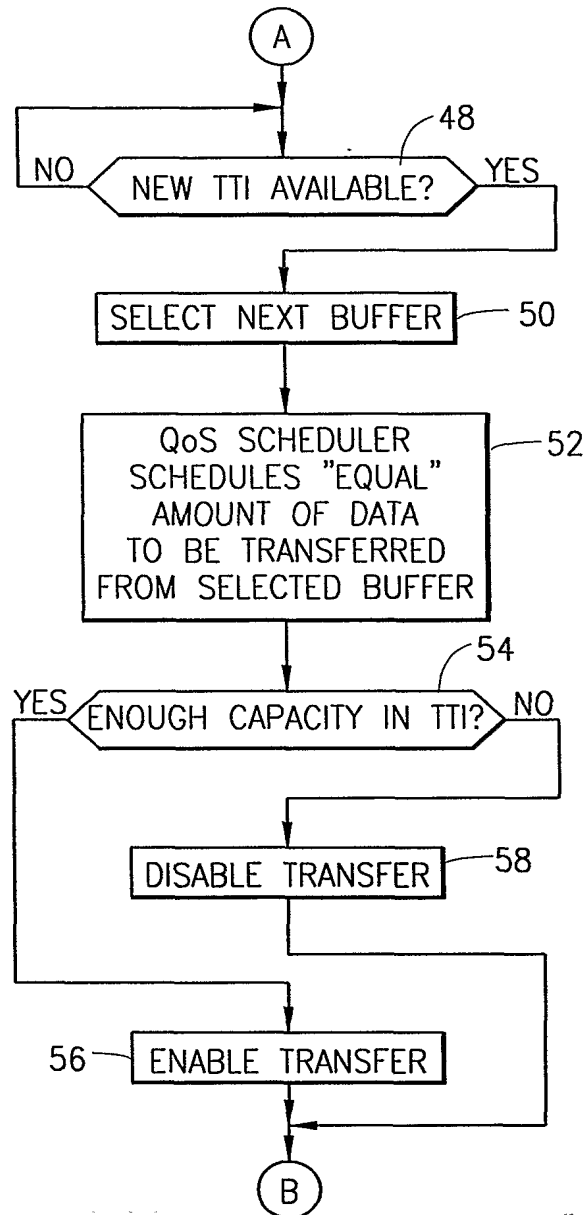 A
48
NO
NEW TTI AVAILABLE?
YES
SELECT NEXT BUFFER
50
QoS SCHEDULER
SCHEDULES "EQUAL"
AMOUNT OF DATA
TO BE TRANSFERRED
FROM SELECTED BUFFER
52
54
YES
ENOUGH CAPACITY IN TTI?
NO
DISABLE TRANSFER
58
56
ENABLE TRANSFER
B